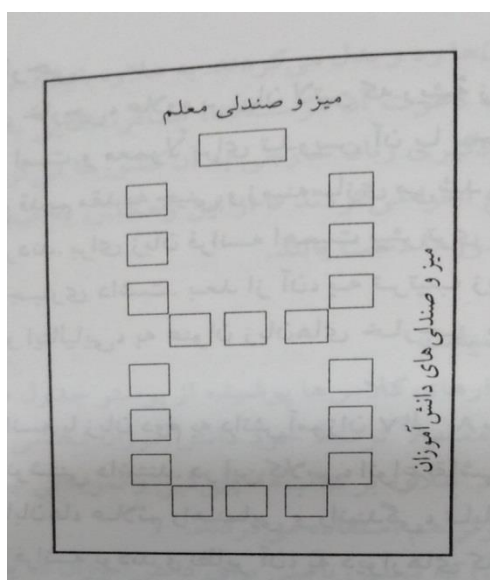 میز و صندلی معلم
میز و صندلی های دانش آموزان